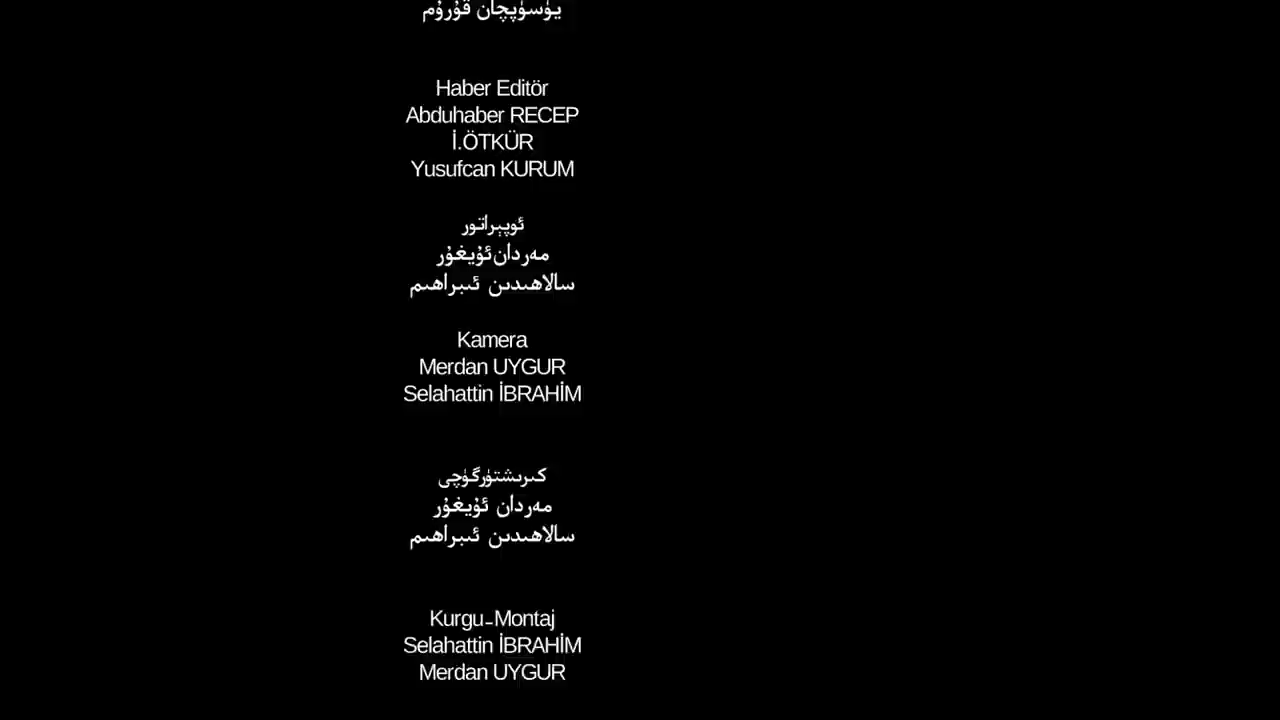 يۈسۈپچان قۇرۇم
Haber Editör
Abduhaber RECEP
İ.ÖTKÜR
Yusufcan KURUM
ئوپېراتور
مەردان ئۇيغۇر
سالاھىدىن ئىبراھىم
Kamera
Merdan UYGUR
Selahattin İBRAHİM
كىرىشتۈرگۈچى
مەردان ئۇيغۇر
سالاھىدىن ئىبراھىم
Kurgu-Montaj
Selahattin İBRAHİM
Merdan UYGUR